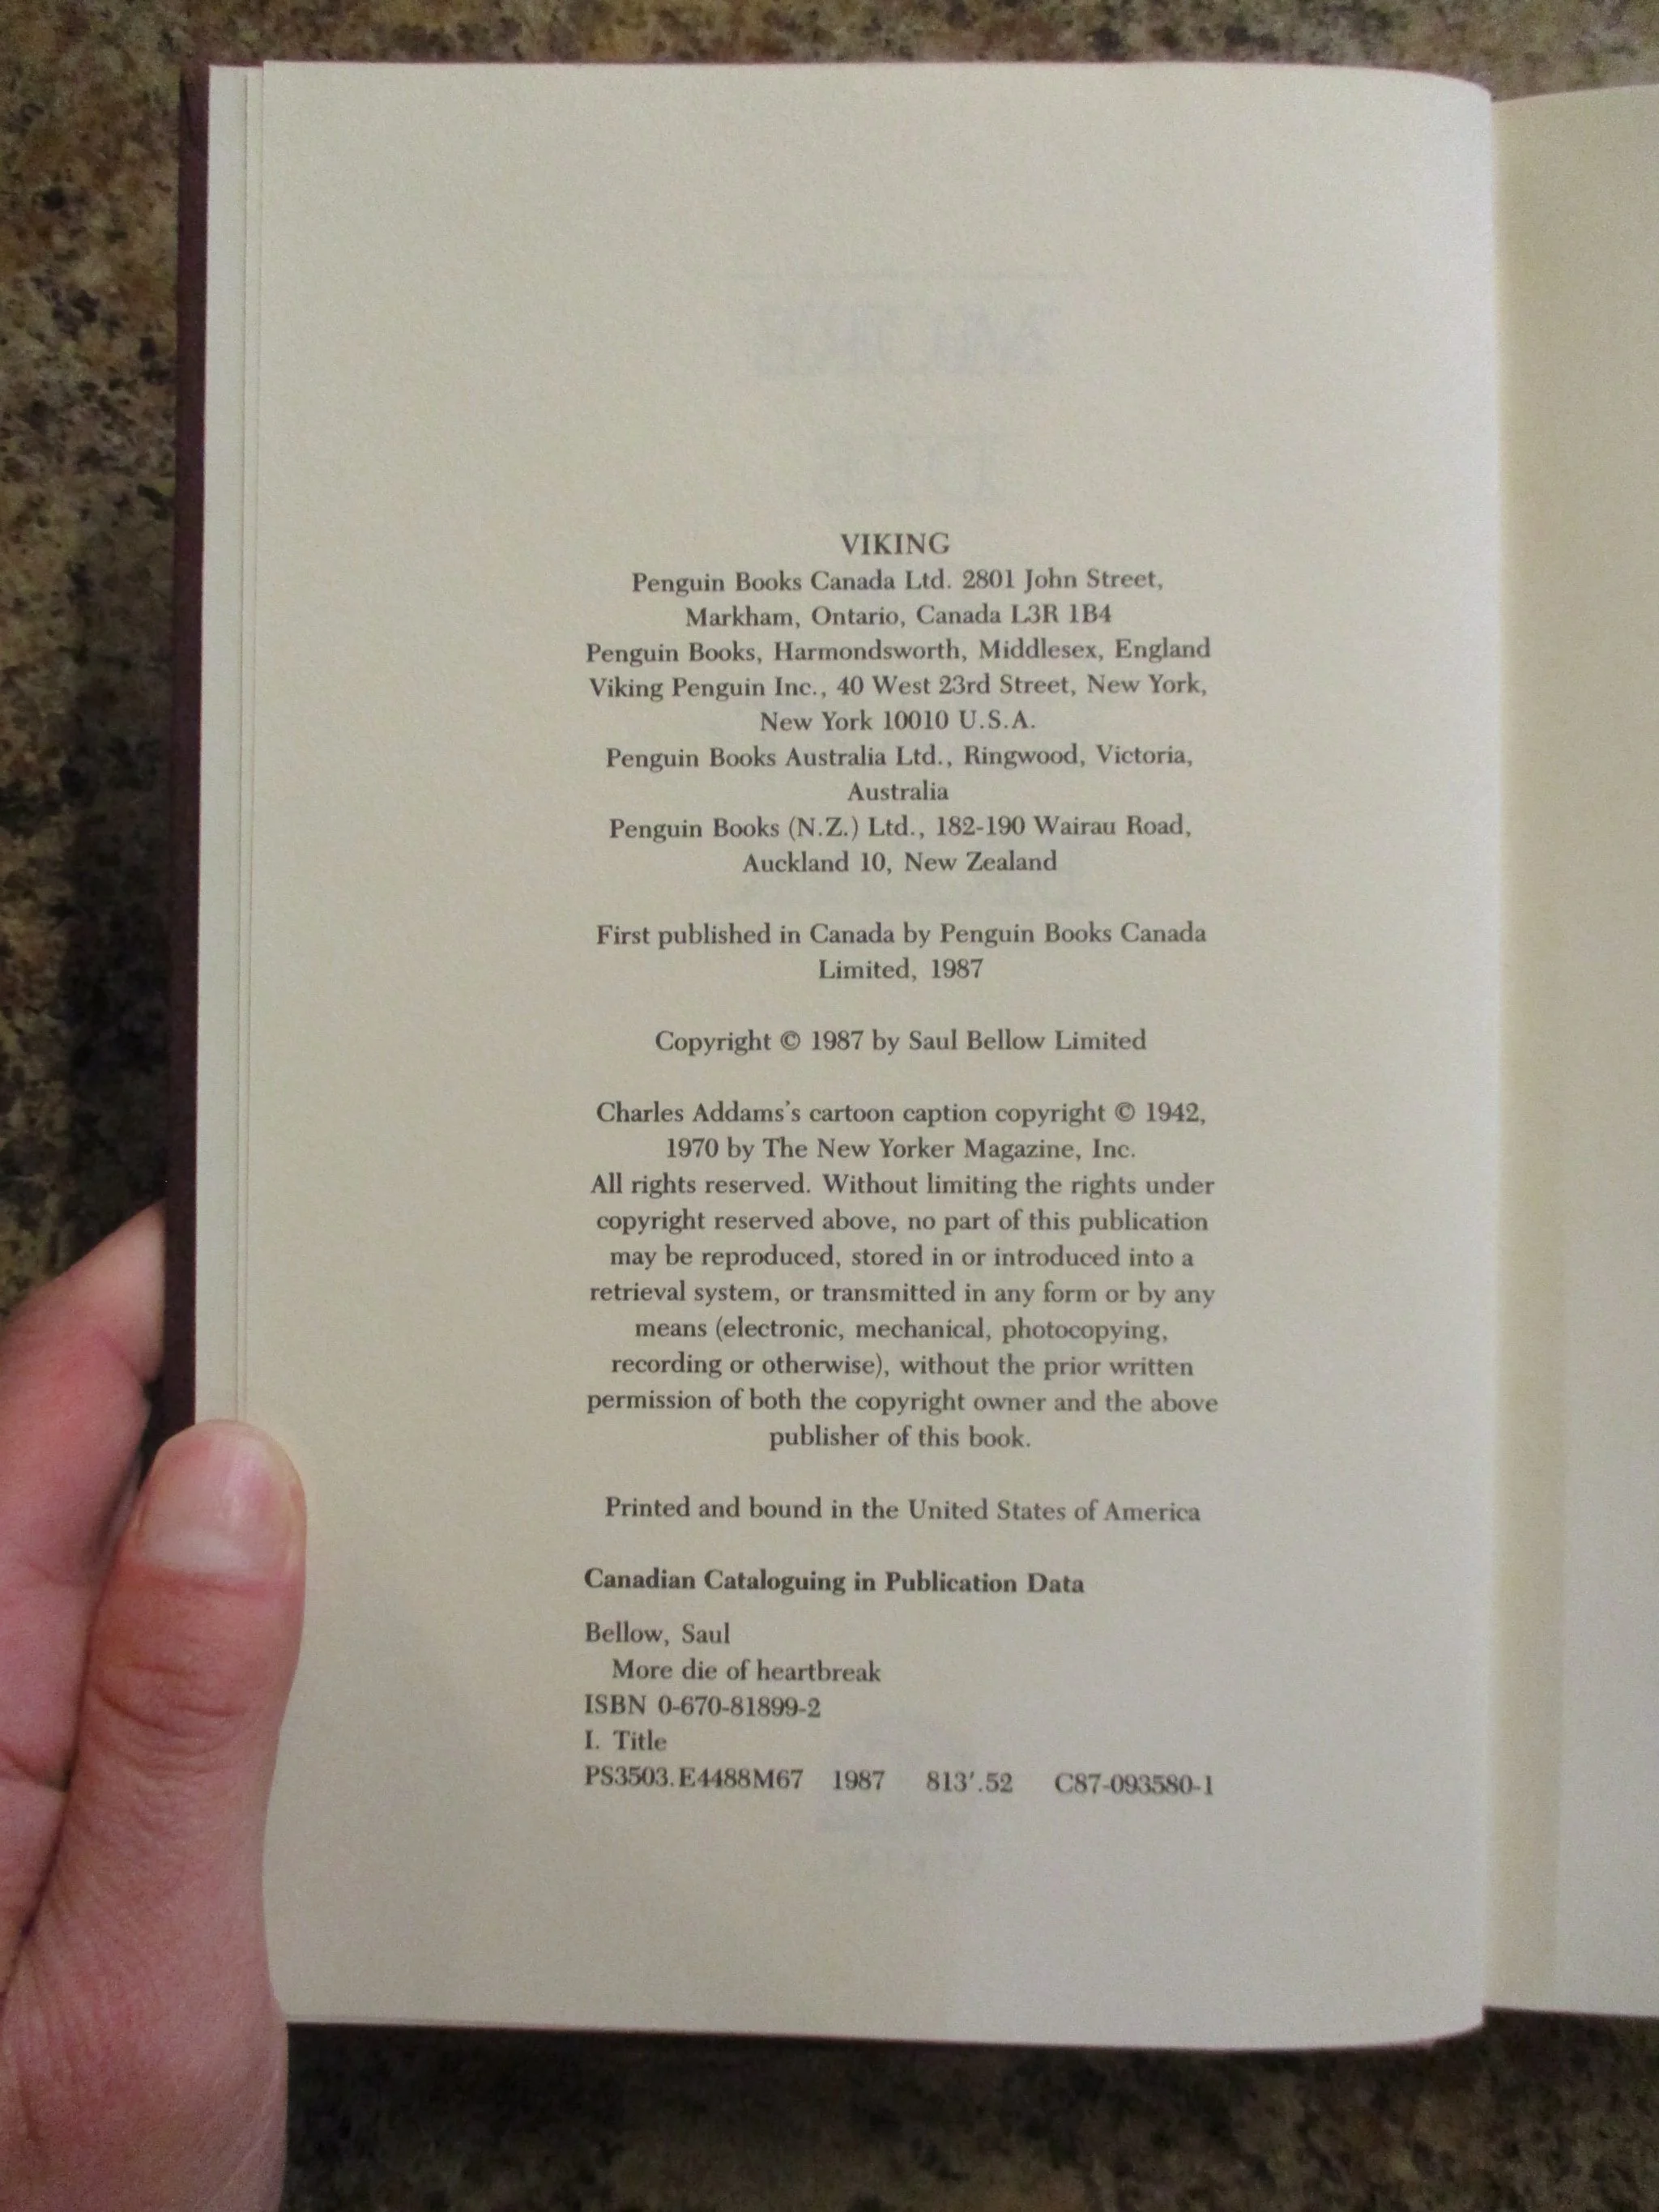 VIKING
Penguin Books Canada Ltd. 2801 John Street,
Markham, Ontario, Canada L3R 1B4
Penguin Books, Harmondsworth, Middlesex, England
Viking Penguin Inc., 40 West 23rd Street, New York,
New York 10010 U.S.A.
Penguin Books Australia Ltd., Ringwood, Victoria,
Australia
Penguin Books (N.Z.) Ltd., 182-190 Wairau Road,
Auckland 10, New Zealand
First published in Canada by Penguin Books Canada
Limited, 1987
Copyright © 1987 by Saul Bellow Limited
Charles Addams's cartoon caption copyright © 1942,
1970 by The New Yorker Magazine, Inc.
All rights reserved. Without limiting the rights under
copyright reserved above, no part of this publication
may be reproduced, stored in or introduced into a
retrieval system, or transmitted in any form or by any
means (electronic, mechanical, photocopying,
recording or otherwise), without the prior written
permission of both the copyright owner and the above
publisher of this book.
Printed and bound in the United States of America
Canadian Cataloguing in Publication Data
Bellow, Saul
More die of heartbreak
ISBN 0-670-81899-2
I. Title
PS3503.E4488M67 1987 813′.52 C87-093580-1